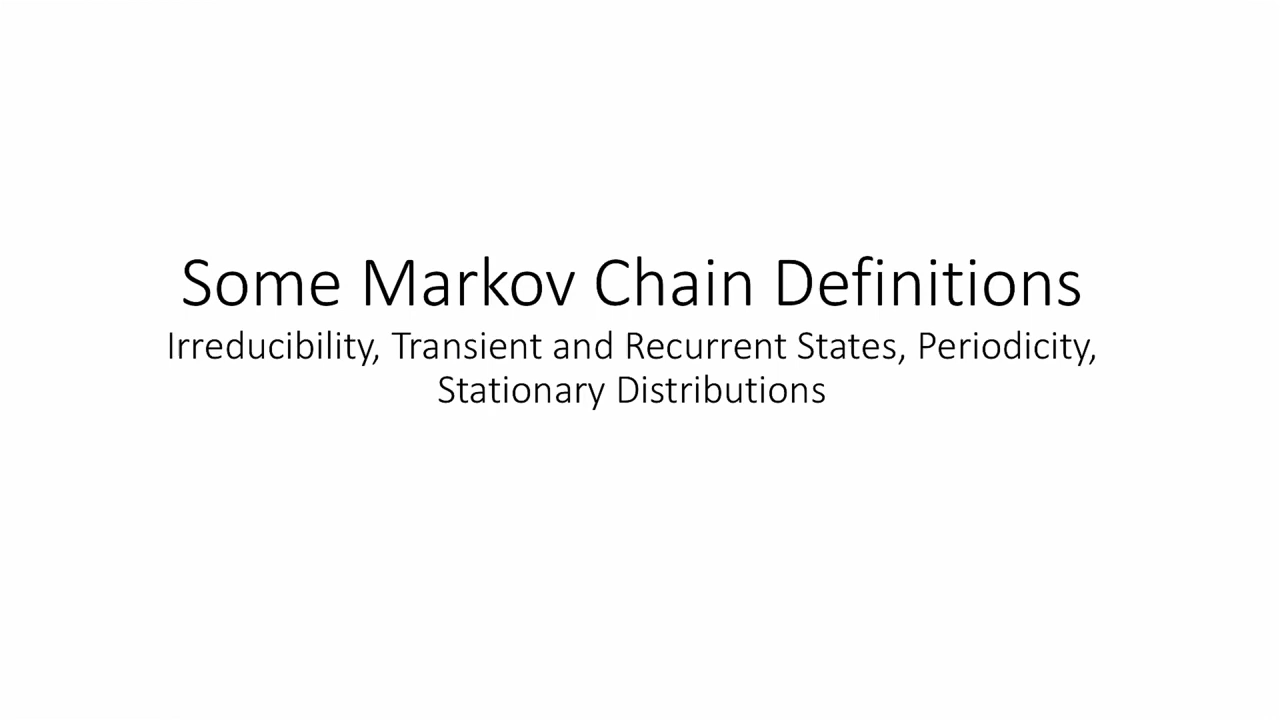 Some Markov Chain Definitions
Irreducibility, Transient and Recurrent States, Periodicity,
Stationary Distributions